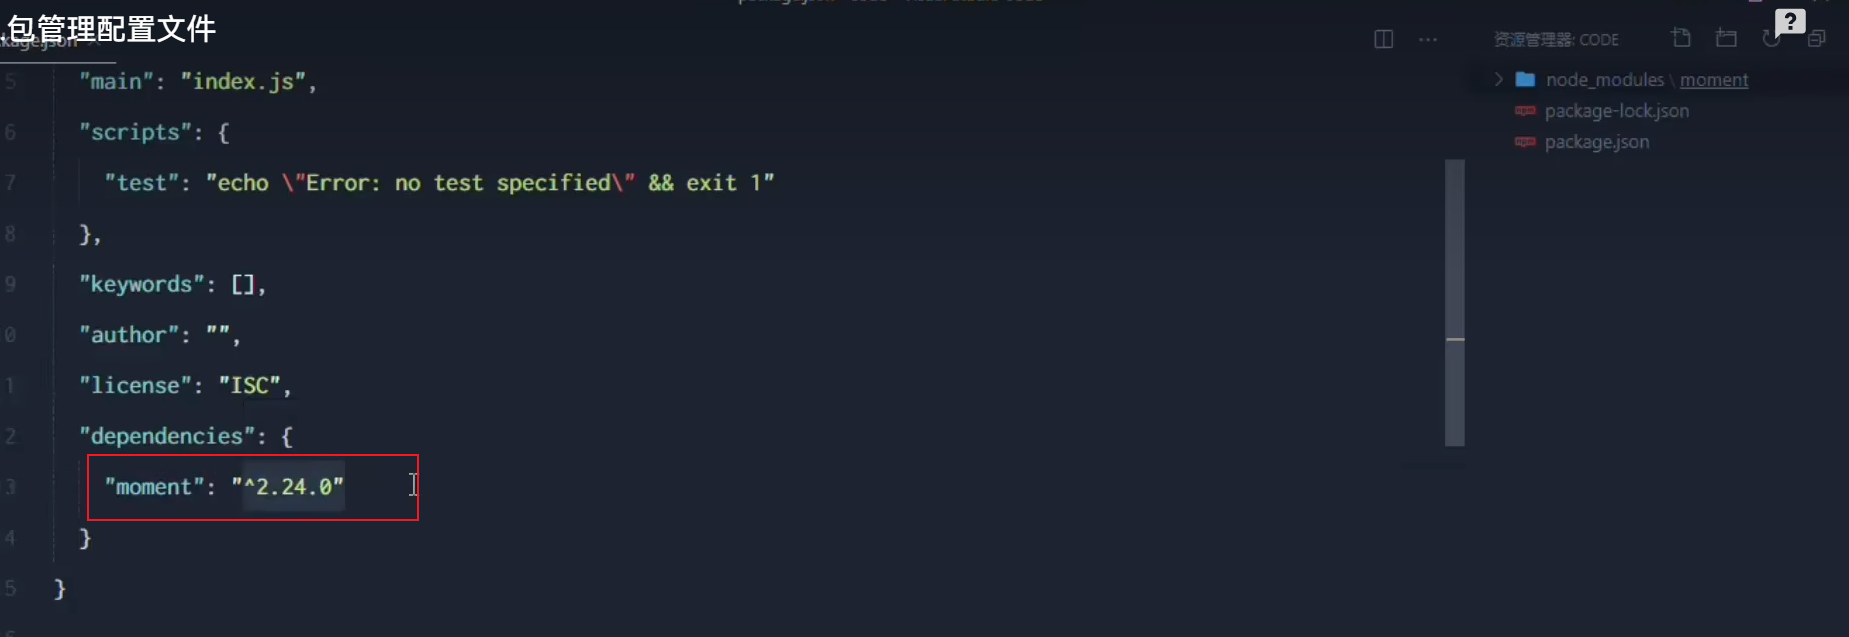 .包管理配置文件
资源管理器: CODE
5 "main": "index.js",
6 "scripts": {
7 "test": "echo \"Error: no test specified\" && exit 1"
8 },
9 "keywords": [],
0 "author": "",
1 "license": "ISC",
2 "dependencies": {
3 "moment": "^2.24.0"
4 }
5 }
node_modules \ moment
package-lock.json
package.json